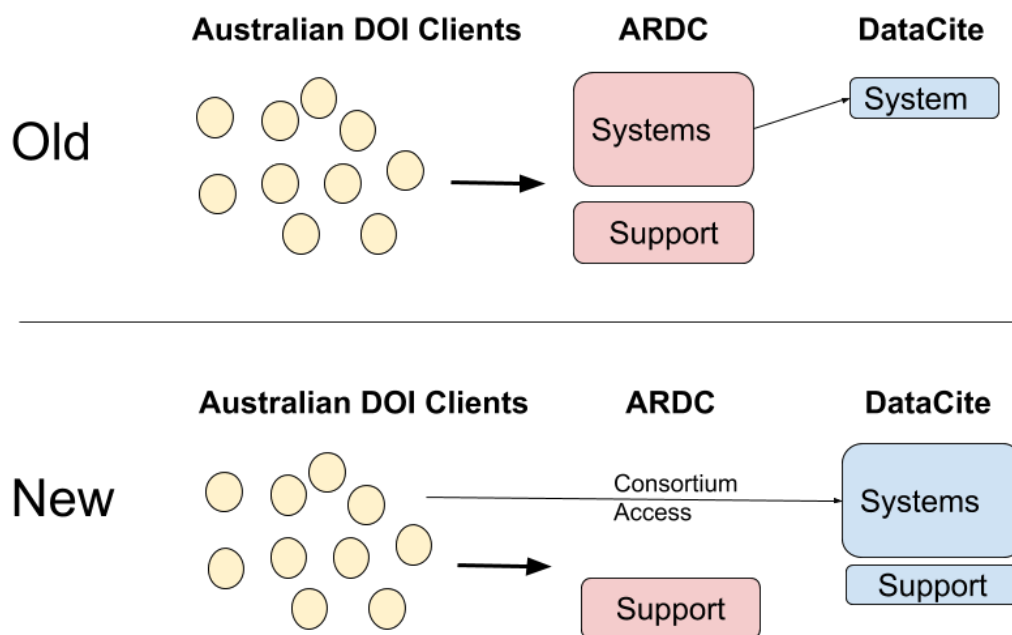 Australian DOI Clients ARDC DataCite
Old
Systems
System
Support
Australian DOI Clients ARDC DataCite
New
Consortium
Access
Systems
Support
Support